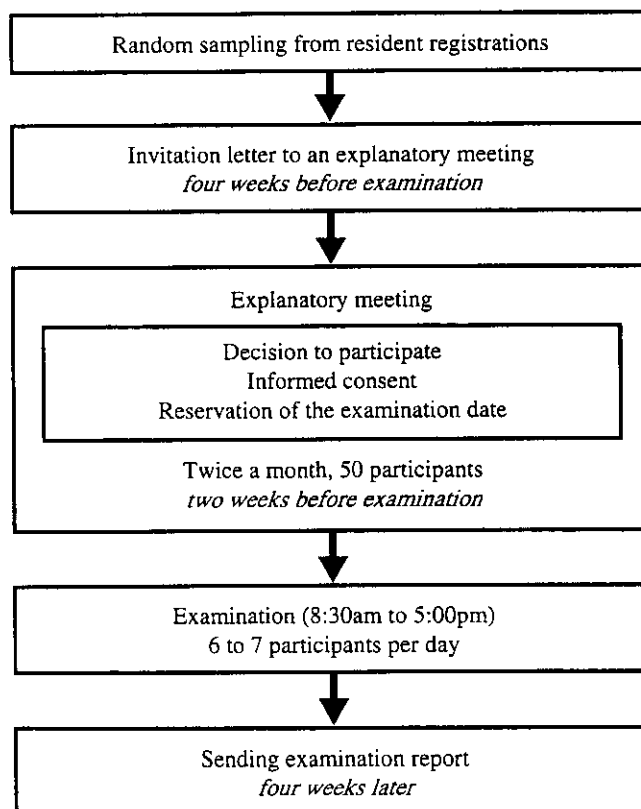 Random sampling from resident registrations
Invitation letter to an explanatory meeting
four weeks before examination
Explanatory meeting
Decision to participate
Informed consent
Reservation of the examination date
Twice a month, 50 participants
two weeks before examination
Examination (8:30am to 5:00pm)
6 to 7 participants per day
Sending examination report
four weeks later